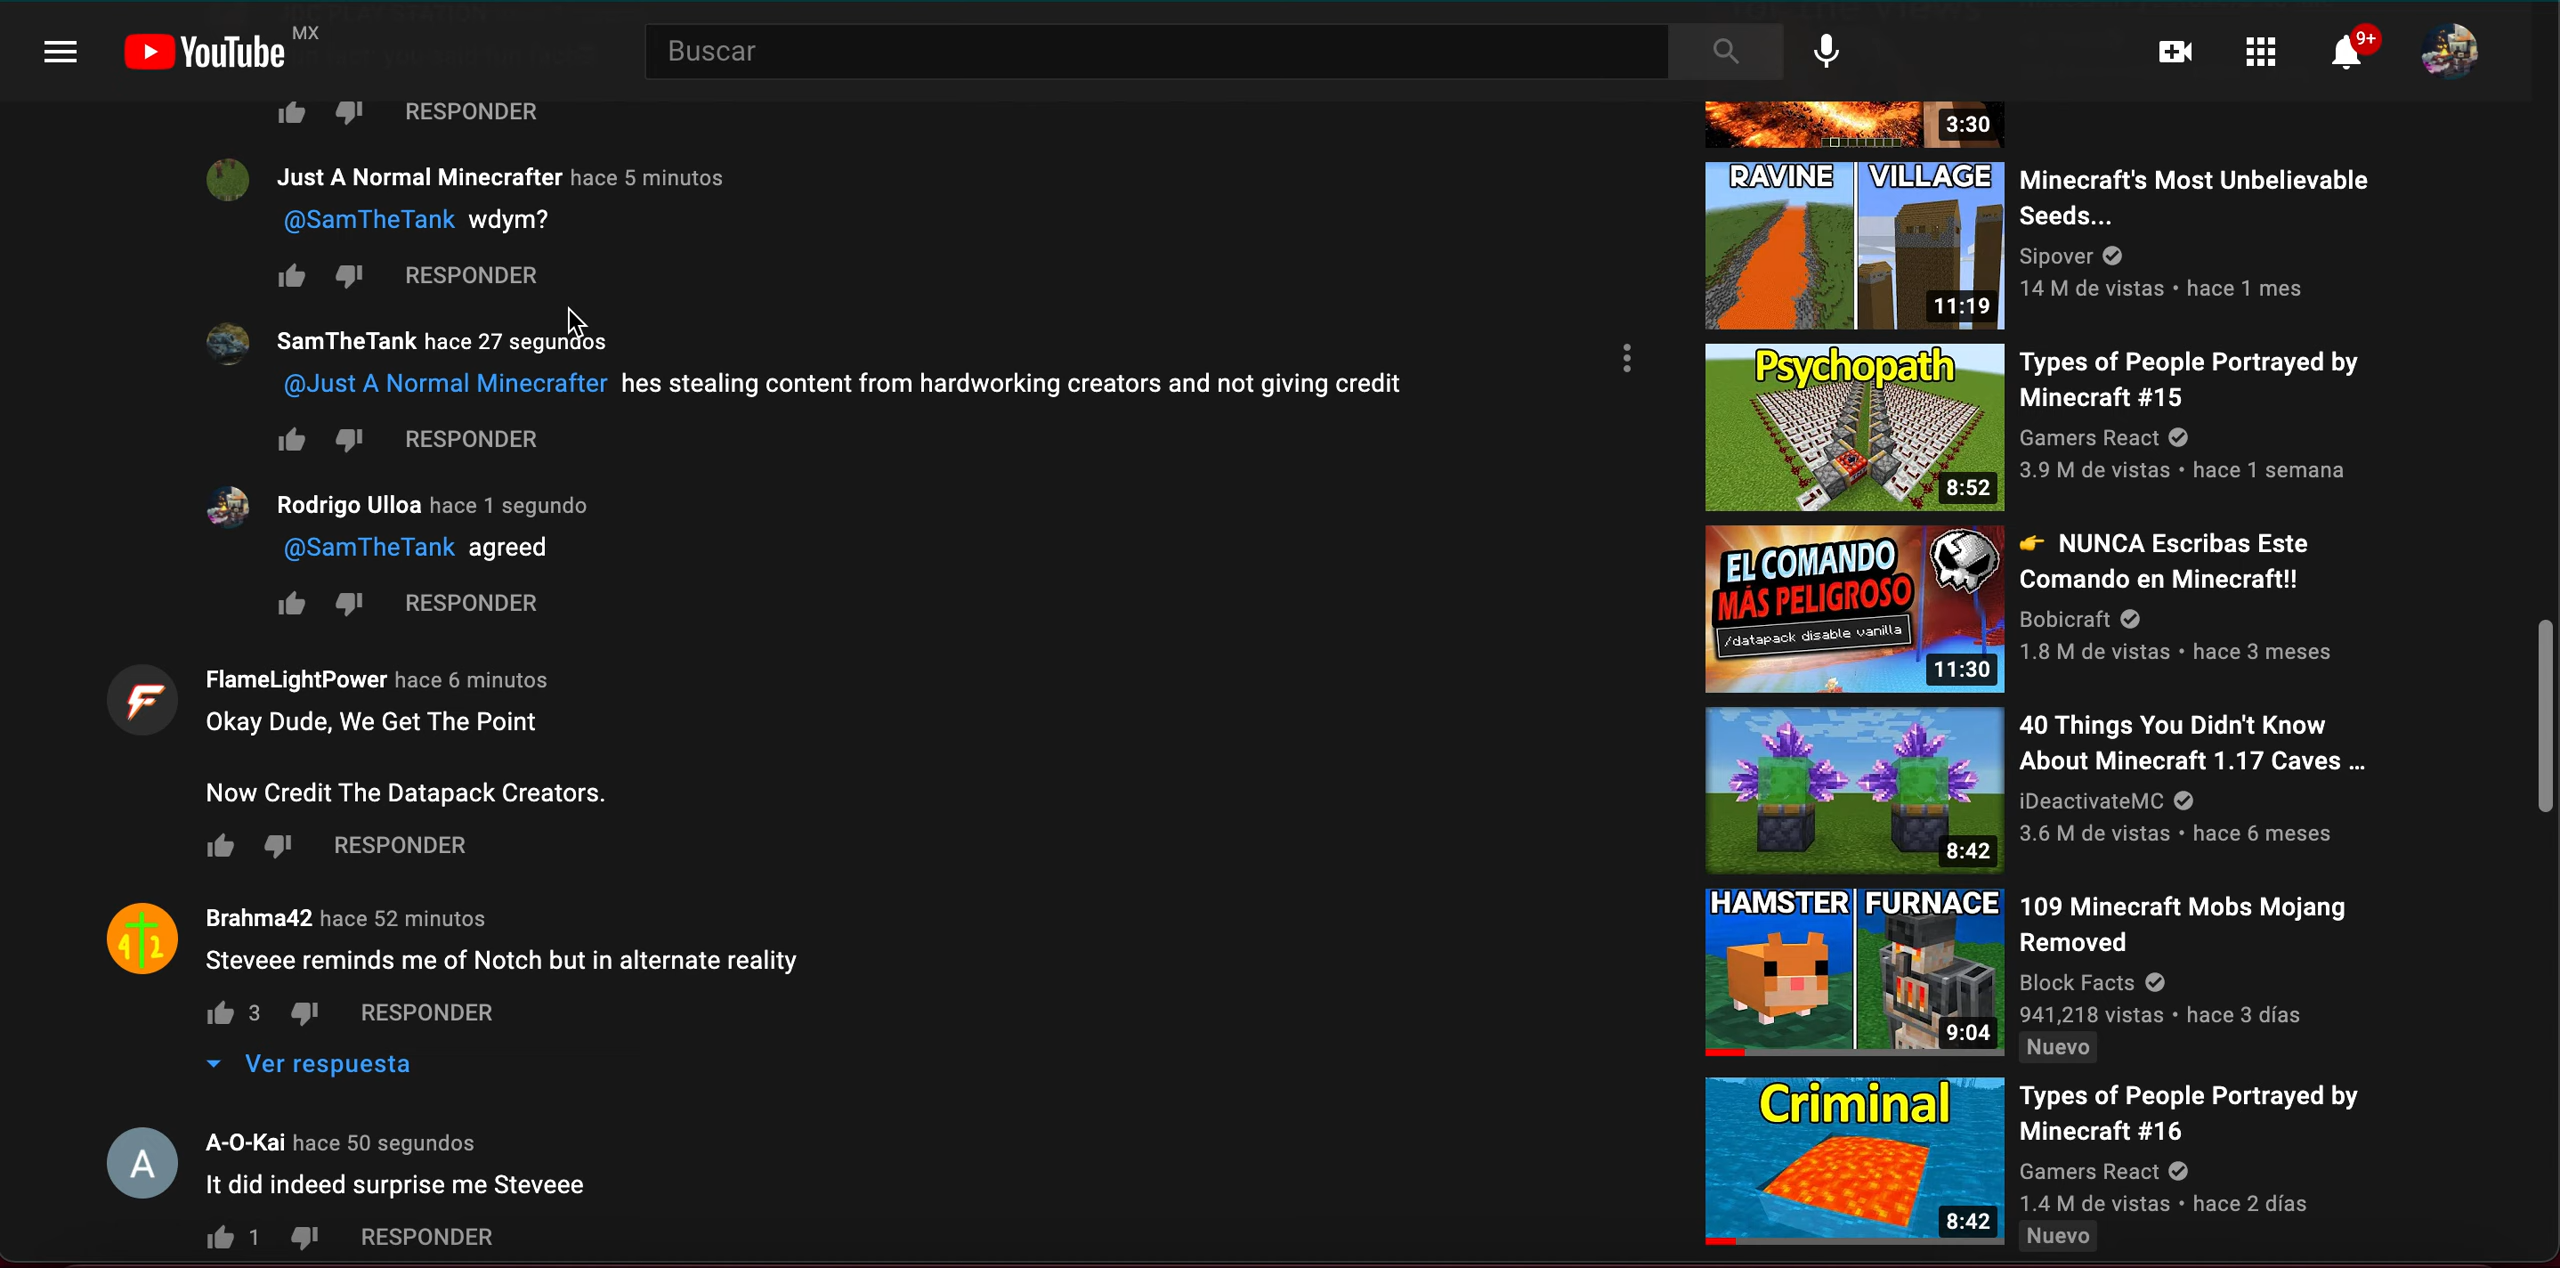 YouTube MX
Buscar
9+
RESPONDER
Just A Normal Minecrafter hace 5 minutos
@SamTheTank wdym?
RESPONDER
SamTheTank hace 27 segundos
@Just A Normal Minecrafter hes stealing content from hardworking creators and not giving credit
RESPONDER
Rodrigo Ulloa hace 1 segundo
@SamTheTank agreed
RESPONDER
FlameLightPower hace 6 minutos
Okay Dude, We Get The Point
Now Credit The Datapack Creators.
RESPONDER
Brahma42 hace 52 minutos
42
Steveee reminds me of Notch but in alternate reality
3 RESPONDER
Ver respuesta
A
A-O-Kai hace 50 segundos
It did indeed surprise me Steveee
1 RESPONDER
3:30
RAVINE VILLAGE
11:19
Minecraft's Most Unbelievable
Seeds...
Sipover
14 M de vistas • hace 1 mes
Psychopath
8:52
Types of People Portrayed by
Minecraft #15
Gamers React
3.9 M de vistas • hace 1 semana
EL COMANDO
MÁS PELIGROSO
/datapack disable vanilla
11:30
👉 NUNCA Escribas Este
Comando en Minecraft!!
Bobicraft
1.8 M de vistas • hace 3 meses
8:42
40 Things You Didn't Know
About Minecraft 1.17 Caves ...
iDeactivateMC
3.6 M de vistas • hace 6 meses
HAMSTER FURNACE
9:04
109 Minecraft Mobs Mojang
Removed
Block Facts
941,218 vistas • hace 3 días
Nuevo
Criminal
8:42
Types of People Portrayed by
Minecraft #16
Gamers React
1.4 M de vistas • hace 2 días
Nuevo